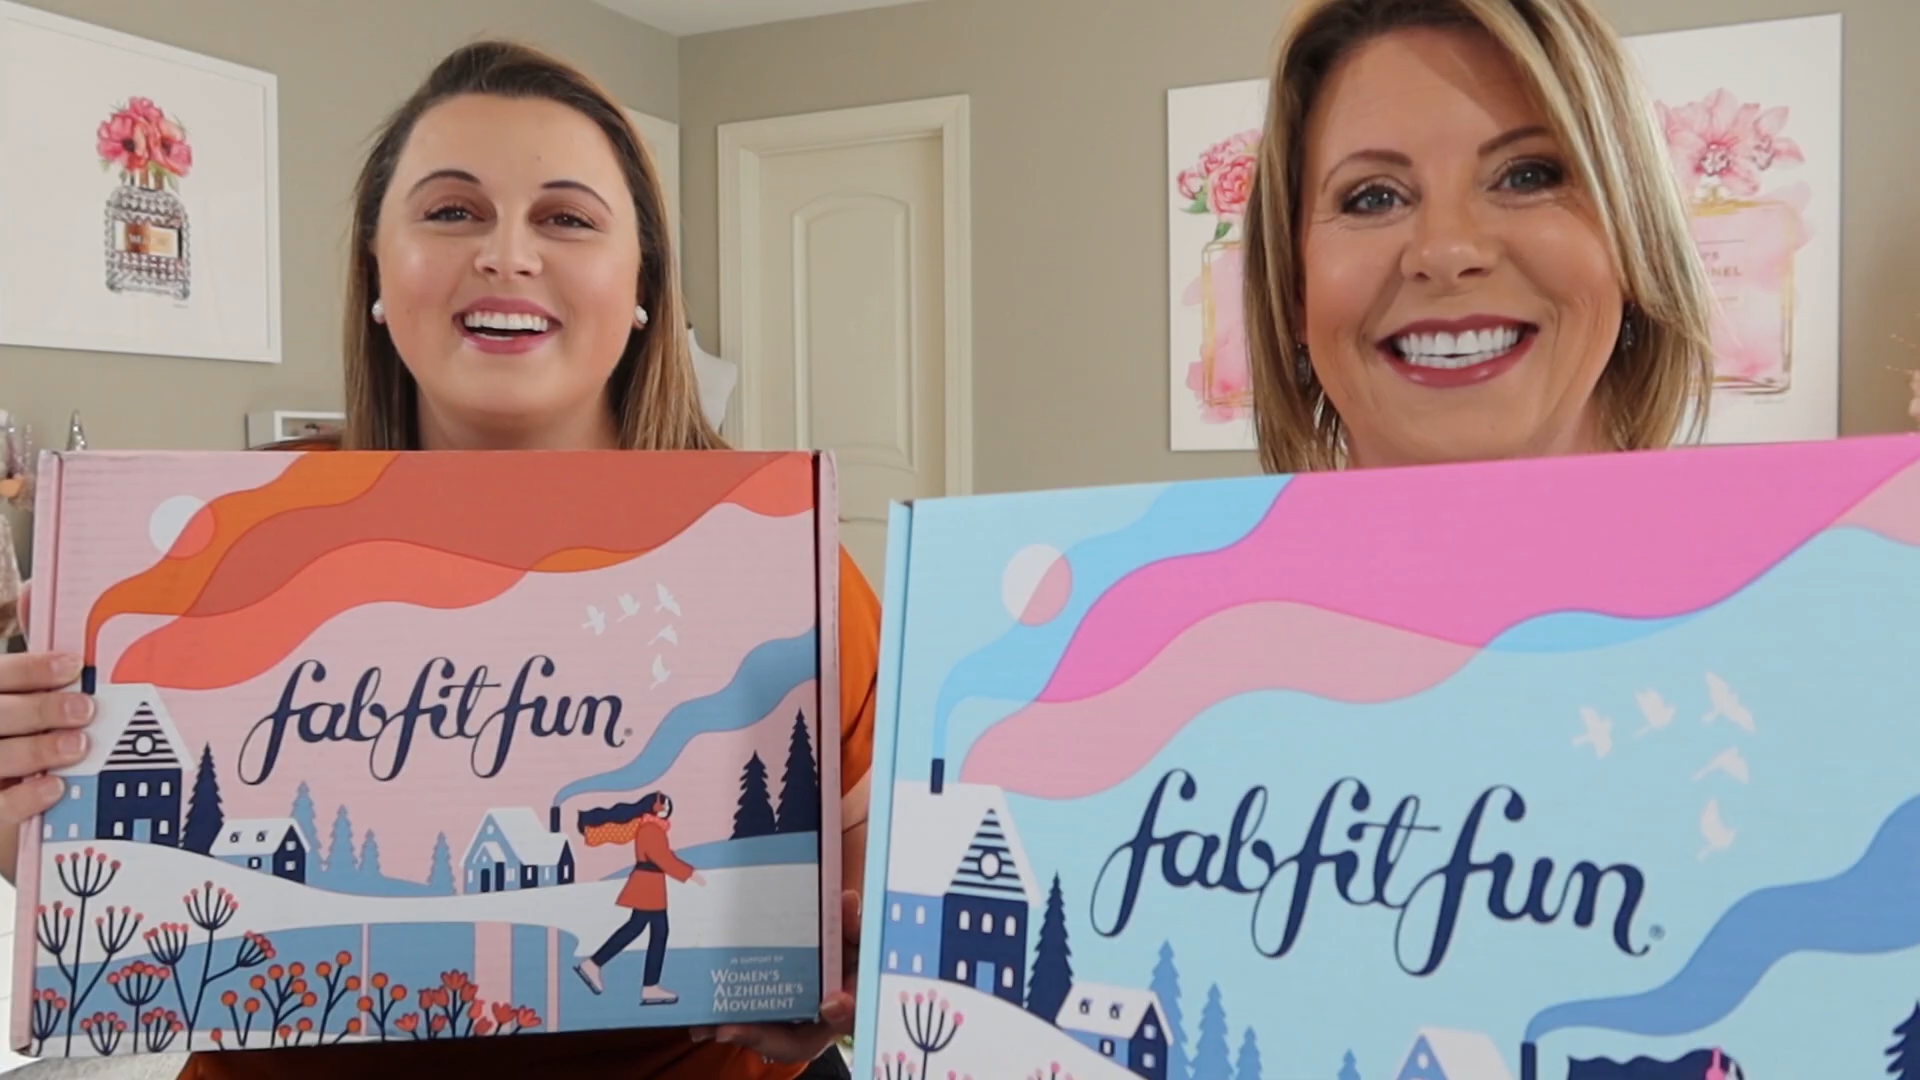 fabfitfun®
IN SUPPORT OF
WOMEN'S
ALZHEIMER'S
MOVEMENT
fabfitfun®